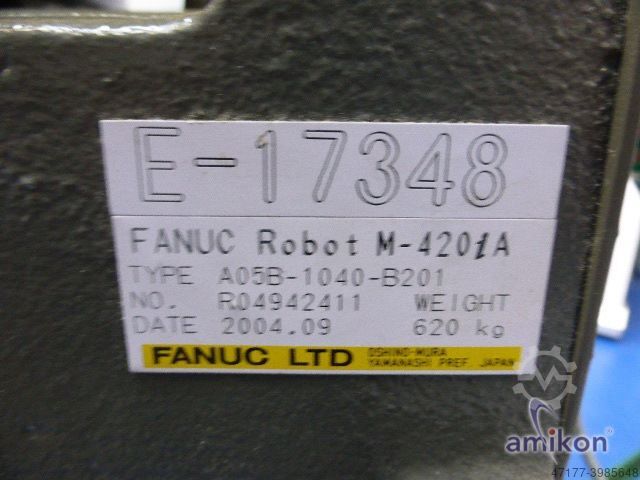 E-17348
FANUC Robot M-420iA
TYPE A05B-1040-B201
NO. R04942411 WEIGHT
DATE 2004.09 620 kg
FANUC LTD OSHINO-MURA
YAMANASHI PREF. JAPAN
amikon
47177-3985648